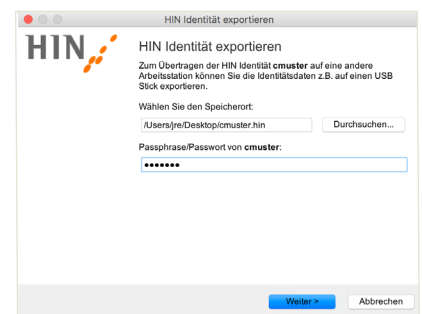 HIN Identität exportieren
HIN
HIN Identität exportieren
Zum Übertragen der HIN Identität cmuster auf eine andere
Arbeitsstation können Sie die Identitätsdaten z.B. auf einen USB
Stick exportieren.
Wählen Sie den Speicherort:
/Users/jre/Desktop/cmuster.hin
Durchsuchen...
Passphrase/Passwort von cmuster:
•••••••
Weiter >
Abbrechen